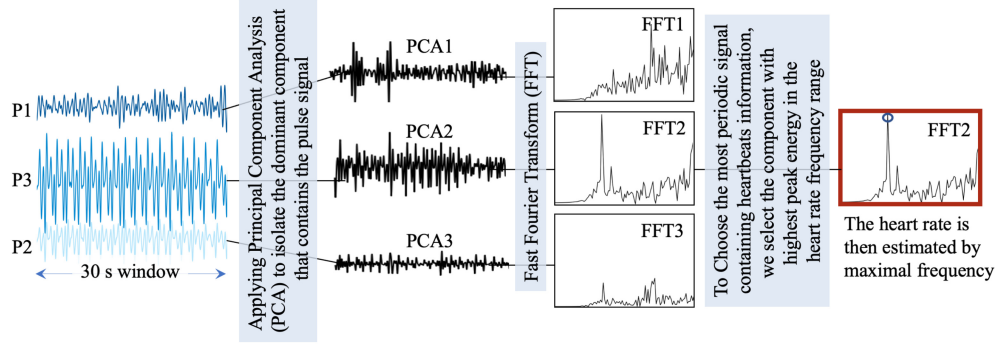 P1
P3
P2
30 s window
Applying Principal Component Analysis
(PCA) to isolate the dominant component
that contains the pulse signal
PCA1
PCA2
PCA3
Fast Fourier Transform (FFT)
FFT1
FFT2
FFT3
To Choose the most periodic signal
containing heartbeats information,
we select the component with
highest peak energy in the
heart rate frequency range
FFT2
The heart rate is
then estimated by
maximal frequency